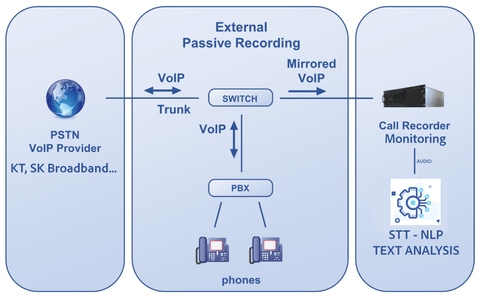 External
Passive Recording
VoIP
Trunk
SWITCH
Mirrored
VoIP
VoIP
PBX
phones
PSTN
VoIP Provider
KT, SK Broadband...
Call Recorder
Monitoring
AUDIO
STT - NLP
TEXT ANALYSIS